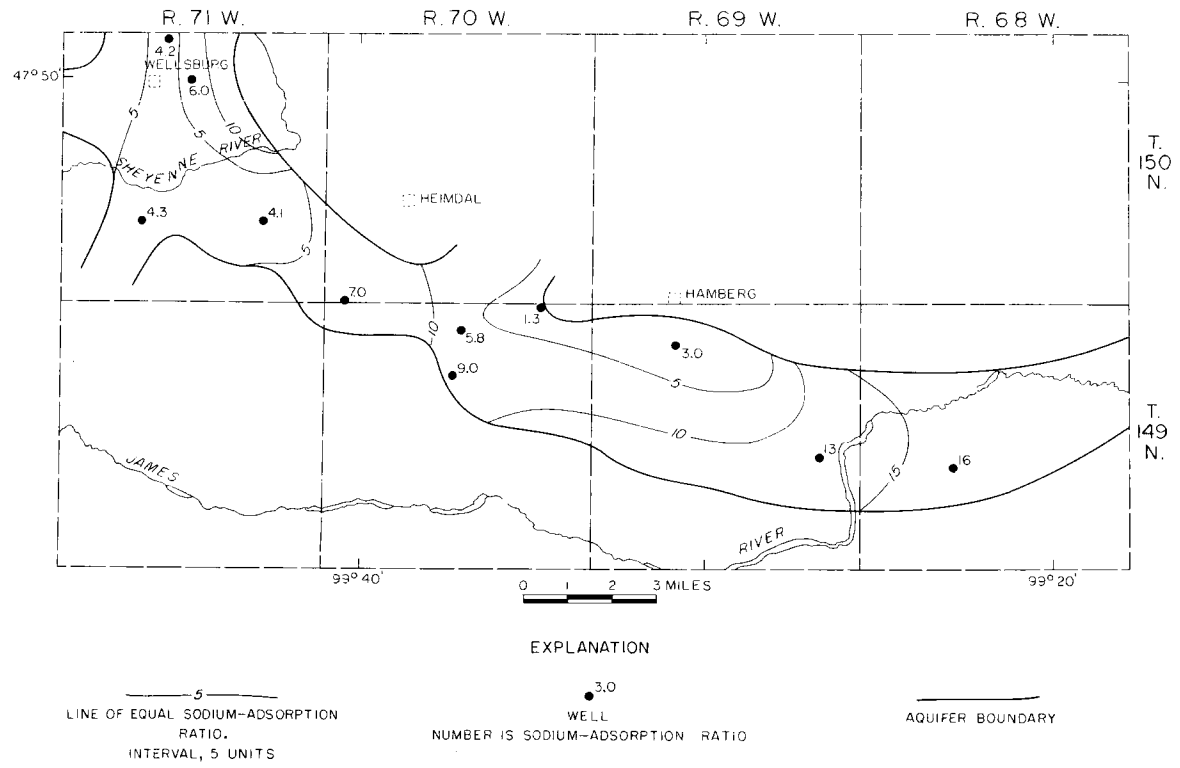 R. 71 W.
R. 70 W.
R. 69 W.
R. 68 W.
4.2
WELLSBURG
47° 50'
6.0
5
5
10
SHEYENNE RIVER
T.
150
N.
HEIMDAL
4.3
4.1
5
7.0
1.3
HAMBERG
10
5.8
3.0
9.0
5
10
T.
149
N.
13
15
16
JAMES
RIVER
99° 40'
99° 20'
0 1 2 3 MILES
EXPLANATION
5
LINE OF EQUAL SODIUM-ADSORPTION
RATIO.
INTERVAL, 5 UNITS
3.0
WELL
NUMBER IS SODIUM-ADSORPTION RATIO
AQUIFER BOUNDARY